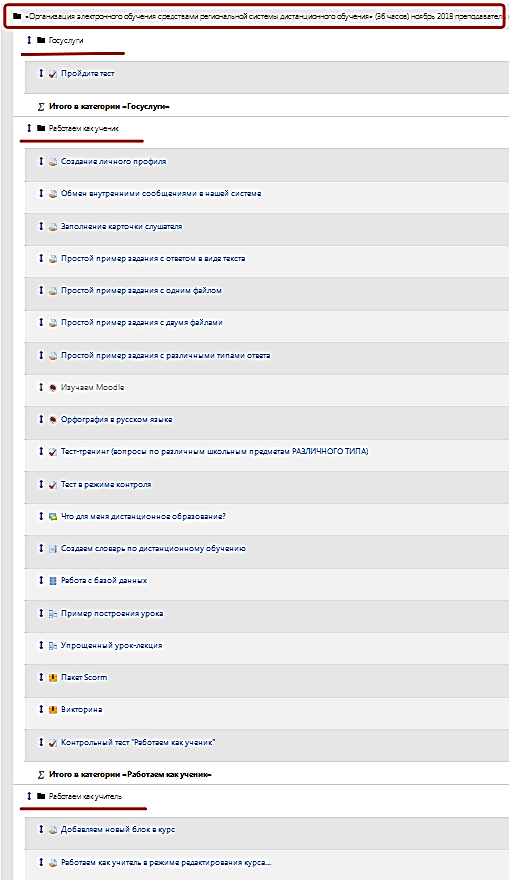 «Организация электронного обучения средствами региональной системы дистанционного обучения» (36 часов) ноябрь 2018 преподавател
Госуслуги
Пройдите тест
Σ Итого в категории «Госуслуги»
Работаем как ученик
Создание личного профиля
Обмен внутренними сообщениями в нашей системе
Заполнение карточки слушателя
Простой пример задания с ответом в виде текста
Простой пример задания с одним файлом
Простой пример задания с двумя файлами
Простой пример задания с различными типами ответа
Изучаем Moodle
Орфография в русском языке
Тест-тренинг (вопросы по различным школьным предметам РАЗЛИЧНОГО ТИПА)
Тест в режиме контроля
Что для меня дистанционное образование?
Создаем словарь по дистанционному обучению
Работа с базой данных
Пример построения урока
Упрощенный урок-лекция
Пакет Scorm
Викторина
Контрольный тест "Работаем как ученик"
Σ Итого в категории «Работаем как ученик»
Работаем как учитель
Добавляем новый блок в курс
Работаем как учитель в режиме редактирования курса...